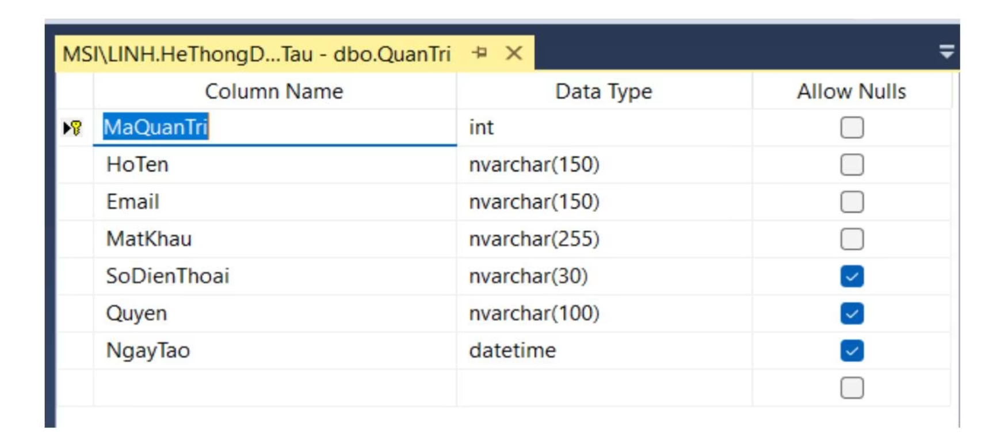 MSI\LINH.HeThongD...Tau - dbo.QuanTri
Column Name Data Type Allow Nulls
MaQuanTri int
HoTen nvarchar(150)
Email nvarchar(150)
MatKhau nvarchar(255)
SoDienThoai nvarchar(30)
Quyen nvarchar(100)
NgayTao datetime